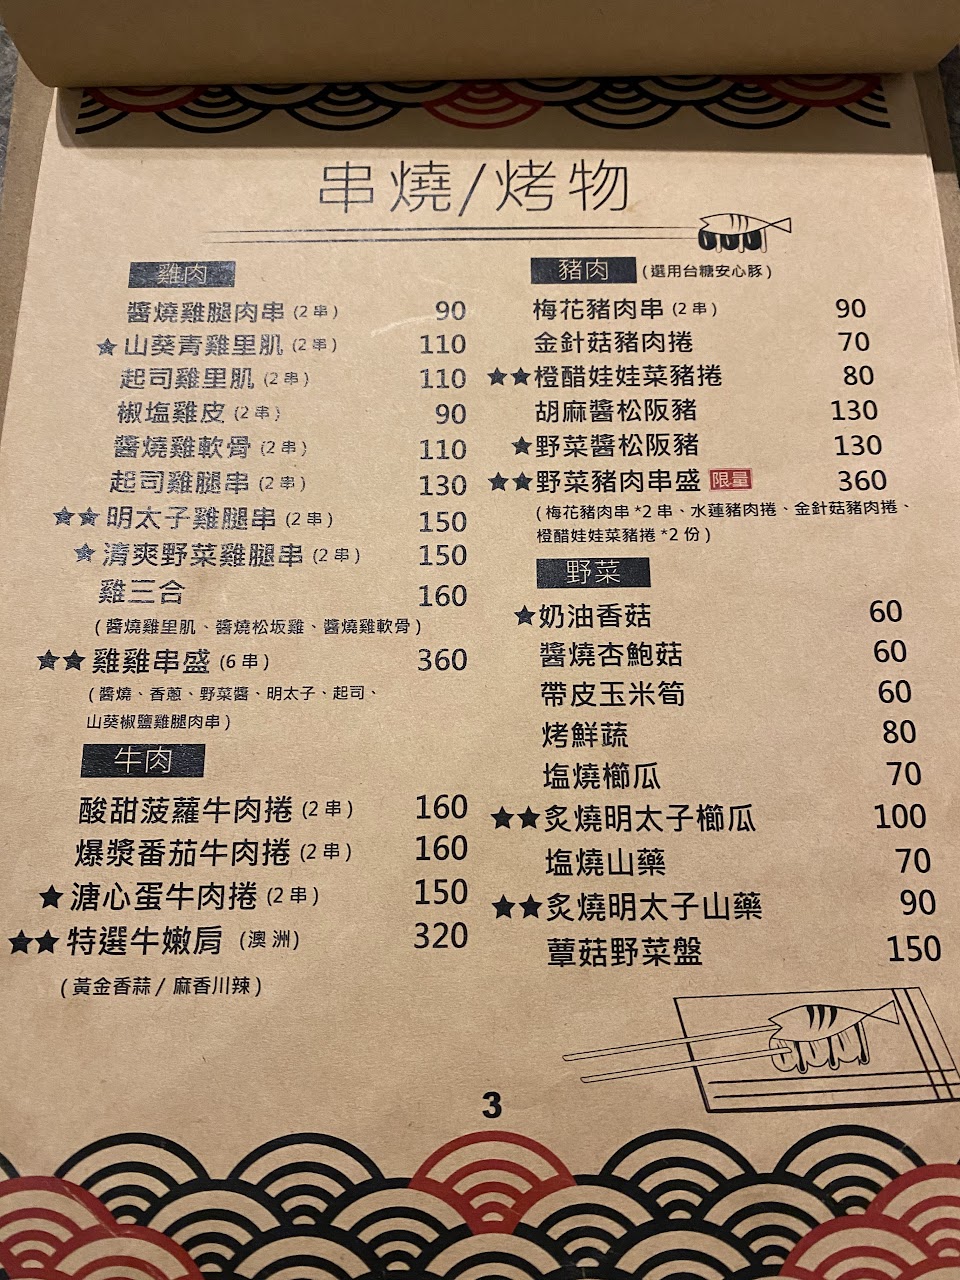 串燒/烤物
雞肉
醬燒雞腿肉串(2串) 90
★山葵青雞里肌(2串) 110
起司雞里肌(2串) 110
椒塩雞皮(2串) 90
醬燒雞軟骨(2串) 110
起司雞腿串(2串) 130
★★明太子雞腿串(2串) 150
★清爽野菜雞腿串(2串) 150
雞三合 160
(醬燒雞里肌、醬燒松坂雞、醬燒雞軟骨)
★★雞雞串盛(6串) 360
(醬燒、香蔥、野菜醬、明太子、起司、
山葵椒鹽雞腿肉串)
牛肉
酸甜菠蘿牛肉捲(2串) 160
爆漿番茄牛肉捲(2串) 160
★溏心蛋牛肉捲(2串) 150
★★特選牛嫩肩 (澳洲) 320
(黃金香蒜/麻香川辣)
豬肉 (選用台糖安心豚)
梅花豬肉串(2串) 90
金針菇豬肉捲 70
★★橙醋娃娃菜豬捲 80
胡麻醬松阪豬 130
★野菜醬松阪豬 130
★★野菜豬肉串盛 限量 360
(梅花豬肉串*2串、水蓮豬肉捲、金針菇豬肉捲、
橙醋娃娃菜豬捲*2份)
野菜
★奶油香菇 60
醬燒杏鮑菇 60
帶皮玉米筍 60
烤鮮蔬 80
塩燒櫛瓜 70
★★炙燒明太子櫛瓜 100
塩燒山藥 70
★★炙燒明太子山藥 90
蕈菇野菜盤 150
3